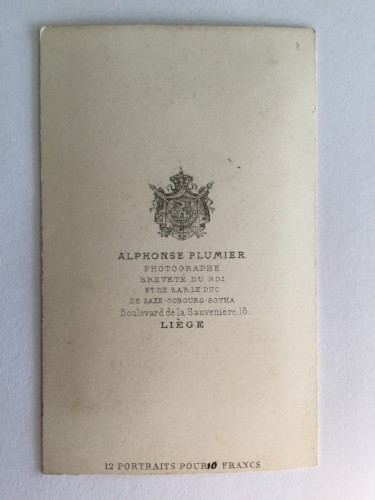 ALPHONSE PLUMIER
PHOTOGRAPHE
BREVETÉ DU ROI
ET DE S.A.R. LE DUC
DE SAXE-COBOURG-GOTHA
Boulevard de la Sauvenière, 18.
LIÈGE
12 PORTRAITS POUR 10 FRANCS